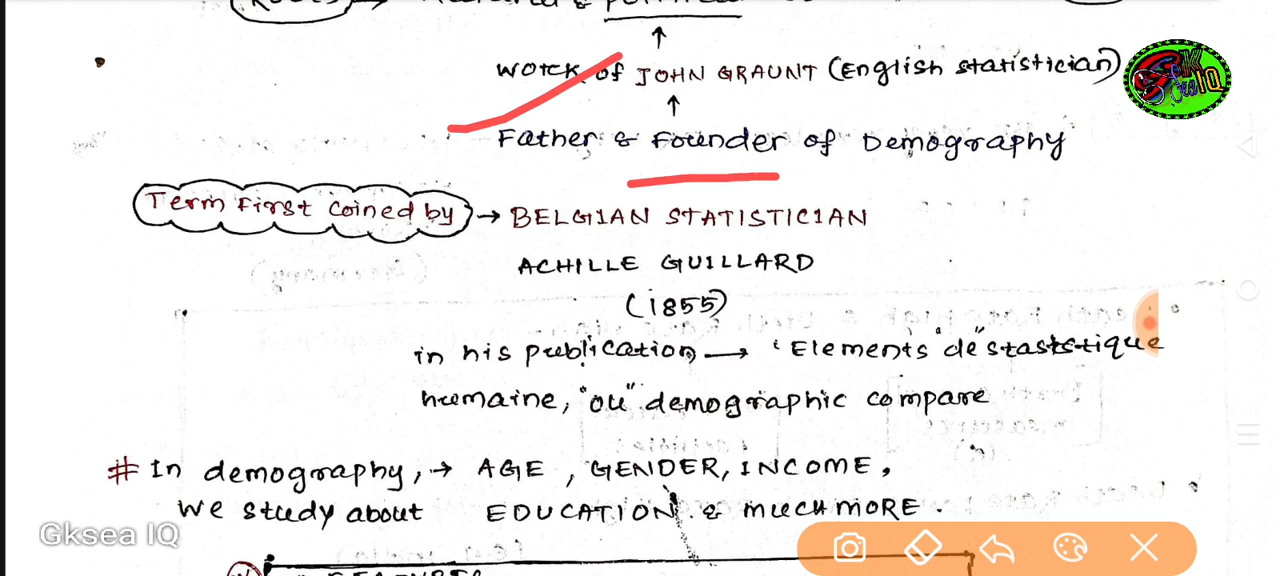 work of JOHN GRAUNT (English statistician)
Father & Founder of Demography
Term First Coined by → BELGIAN STATISTICIAN
ACHILLE GUILLARD
(1855)
in his publication → 'Elements "de" staststique
humaine, "ou" demographic compare
# In demography, → AGE, GENDER, INCOME,
we study about EDUCATION & MUCH MORE.
Gksea IQ